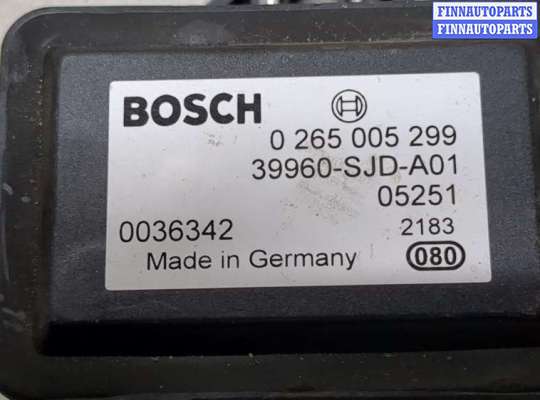 FINNAUTOPARTS
FINNAUTOPARTS
BOSCH
0 265 005 299
39960-SJD-A01
05251
0036342
2183
Made in Germany
080